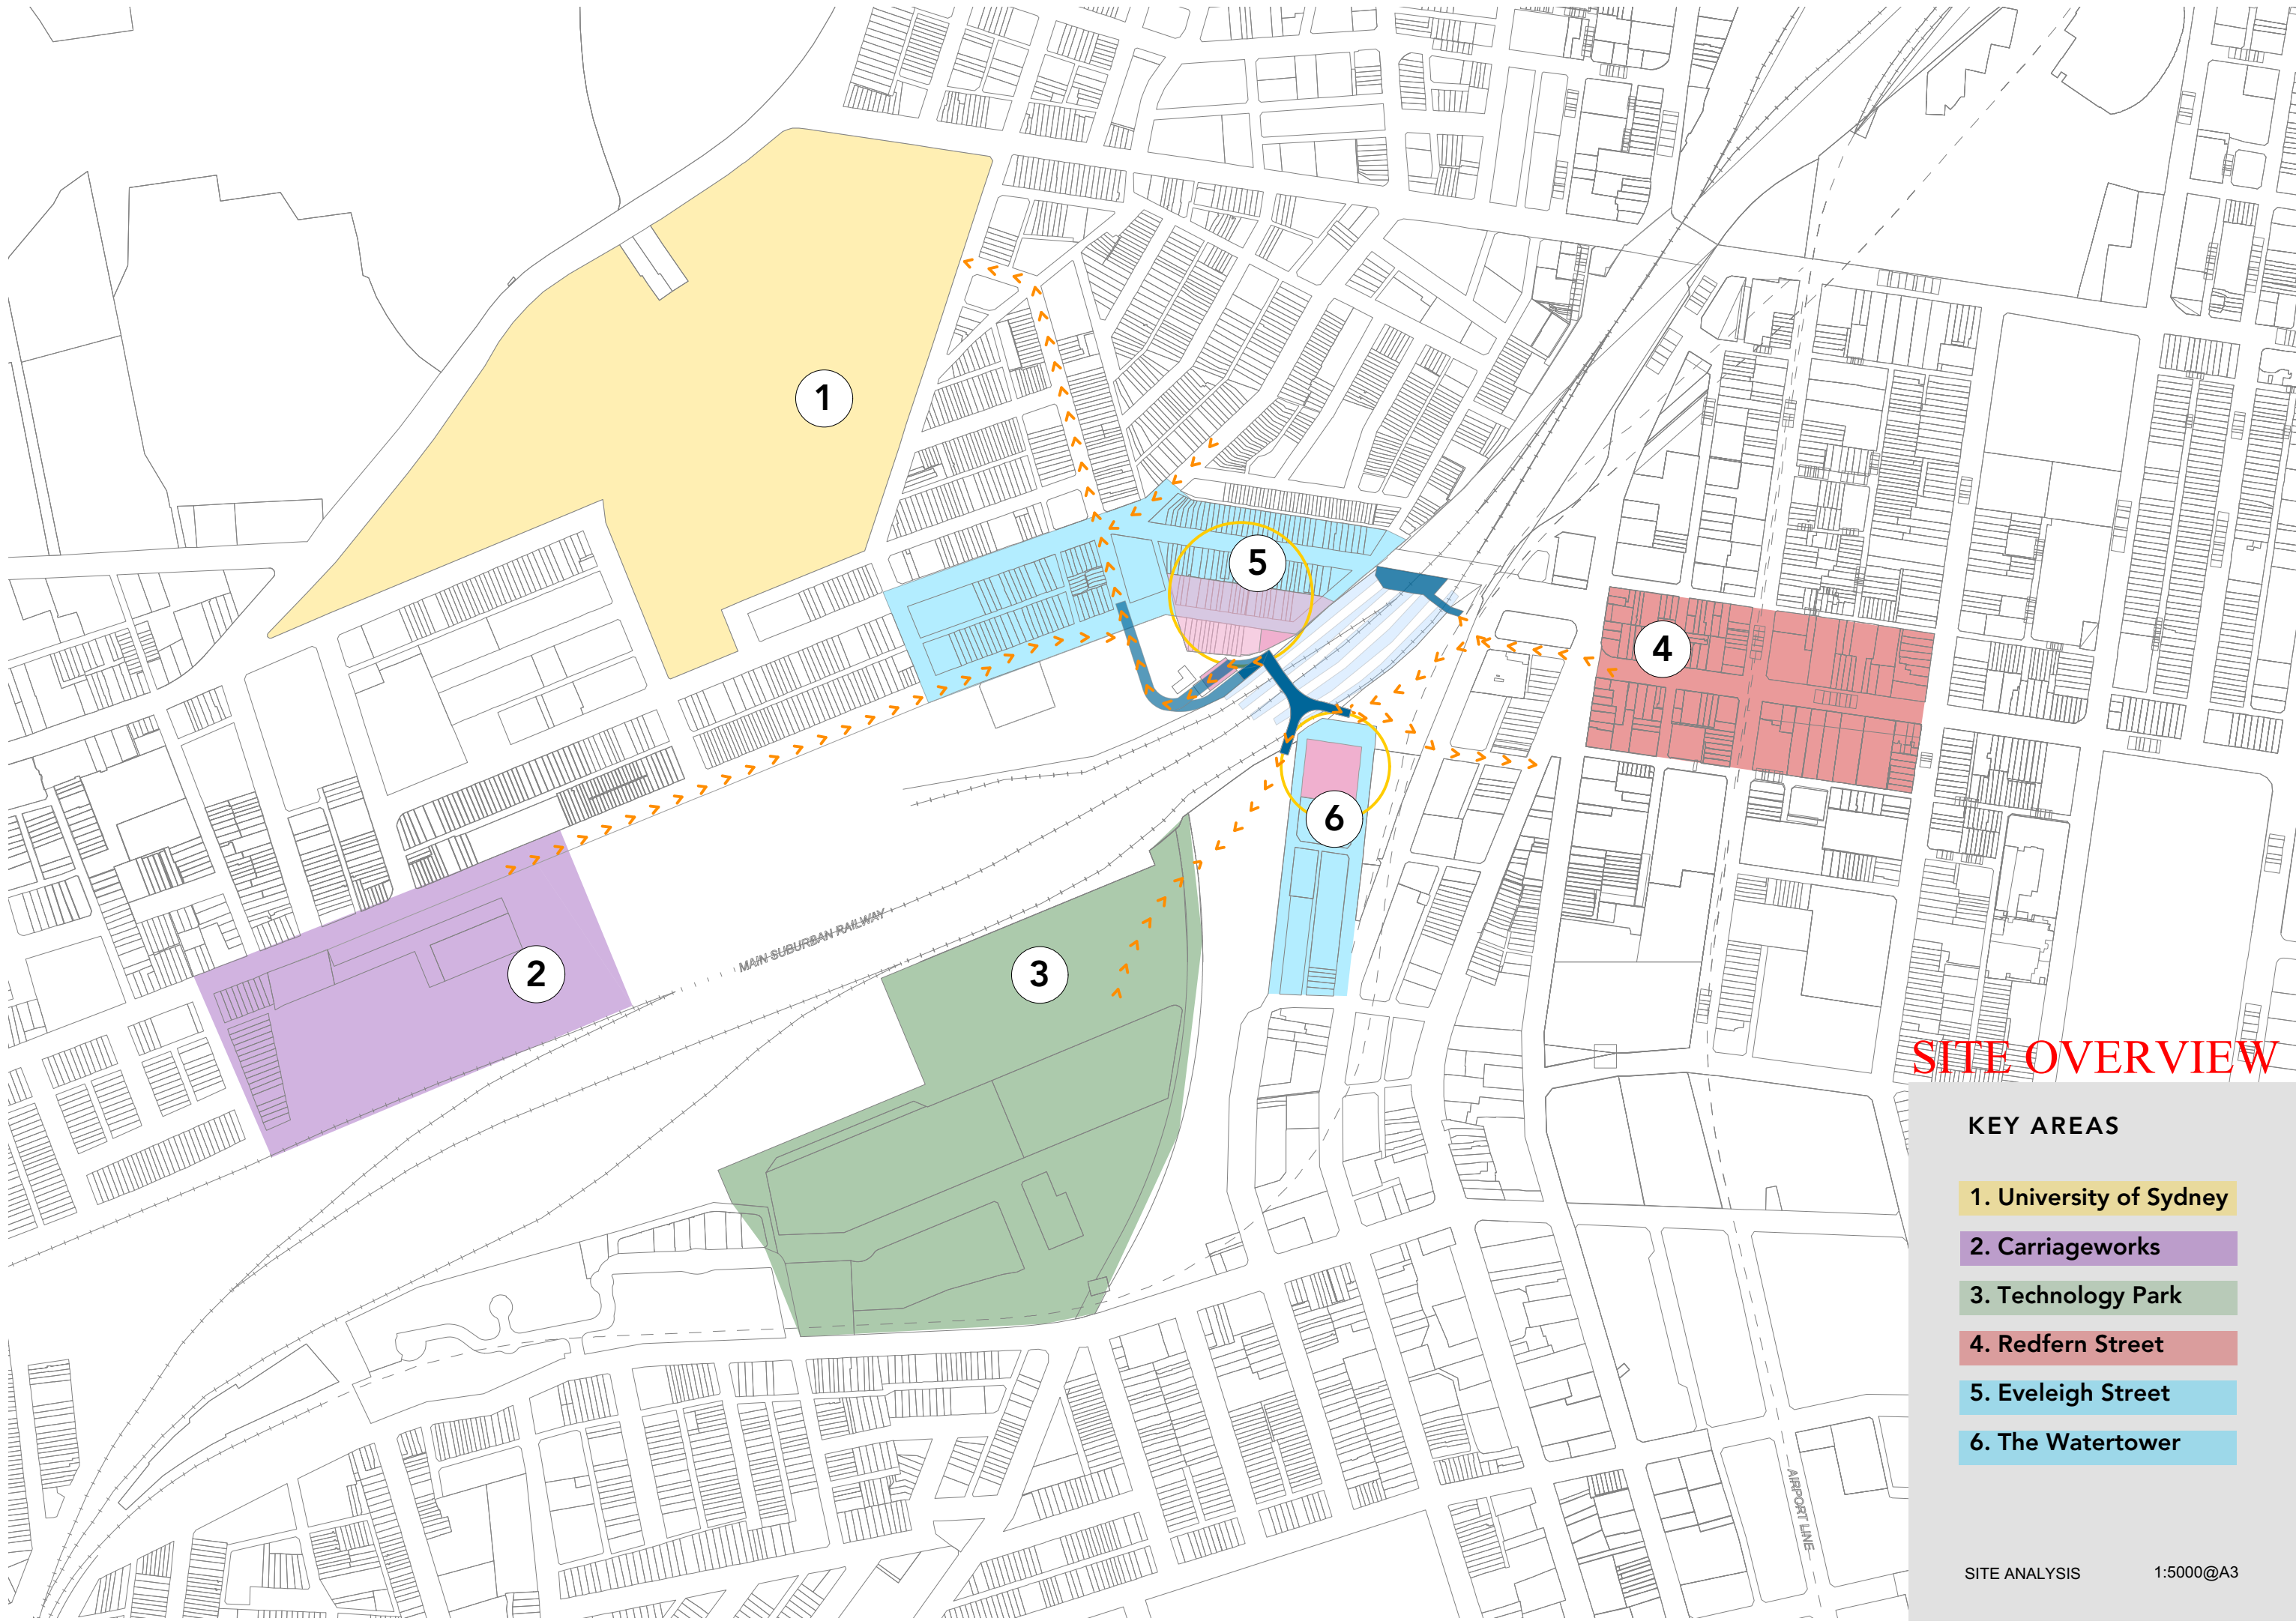 1
5
4
6
MAIN SUBURBAN RAILWAY
2
3
SITE OVERVIEW
KEY AREAS
1. University of Sydney
2. Carriageworks
3. Technology Park
4. Redfern Street
5. Eveleigh Street
6. The Watertower
AIRPORT LINE
SITE ANALYSIS 1:5000@A3